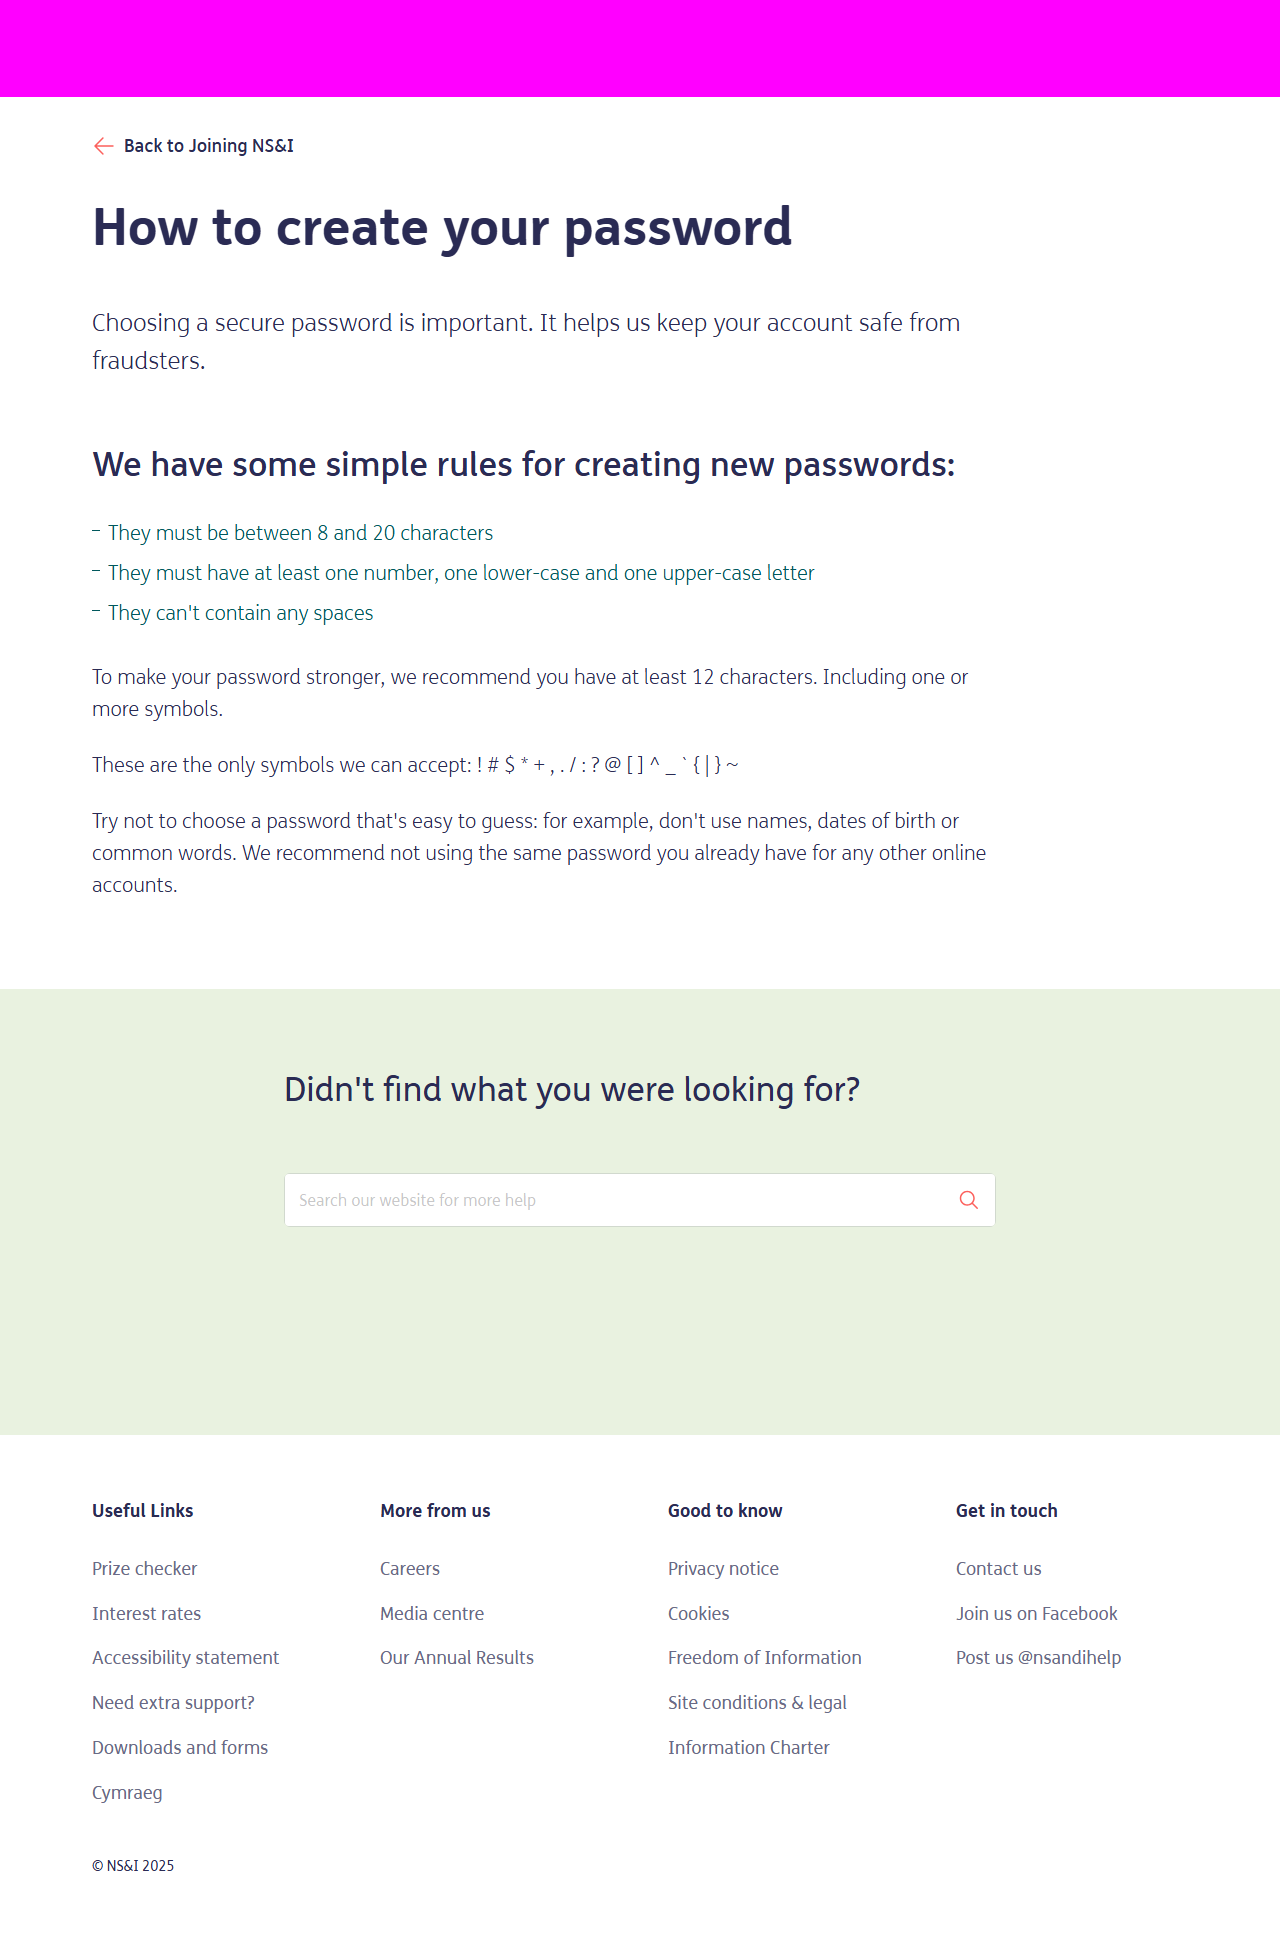 Back to Joining NS&I
How to create your password
Choosing a secure password is important. It helps us keep your account safe from
fraudsters.
We have some simple rules for creating new passwords:
– They must be between 8 and 20 characters
– They must have at least one number, one lower-case and one upper-case letter
– They can't contain any spaces
To make your password stronger, we recommend you have at least 12 characters. Including one or
more symbols.
These are the only symbols we can accept: ! # $ * + , . / : ? @ [ ] ^ _ ` { | } ~
Try not to choose a password that's easy to guess: for example, don't use names, dates of birth or
common words. We recommend not using the same password you already have for any other online
accounts.
Didn't find what you were looking for?
Search our website for more help
Useful Links
Prize checker
Interest rates
Accessibility statement
Need extra support?
Downloads and forms
Cymraeg
More from us
Careers
Media centre
Our Annual Results
Good to know
Privacy notice
Cookies
Freedom of Information
Site conditions & legal
Information Charter
Get in touch
Contact us
Join us on Facebook
Post us @nsandihelp
© NS&I 2025